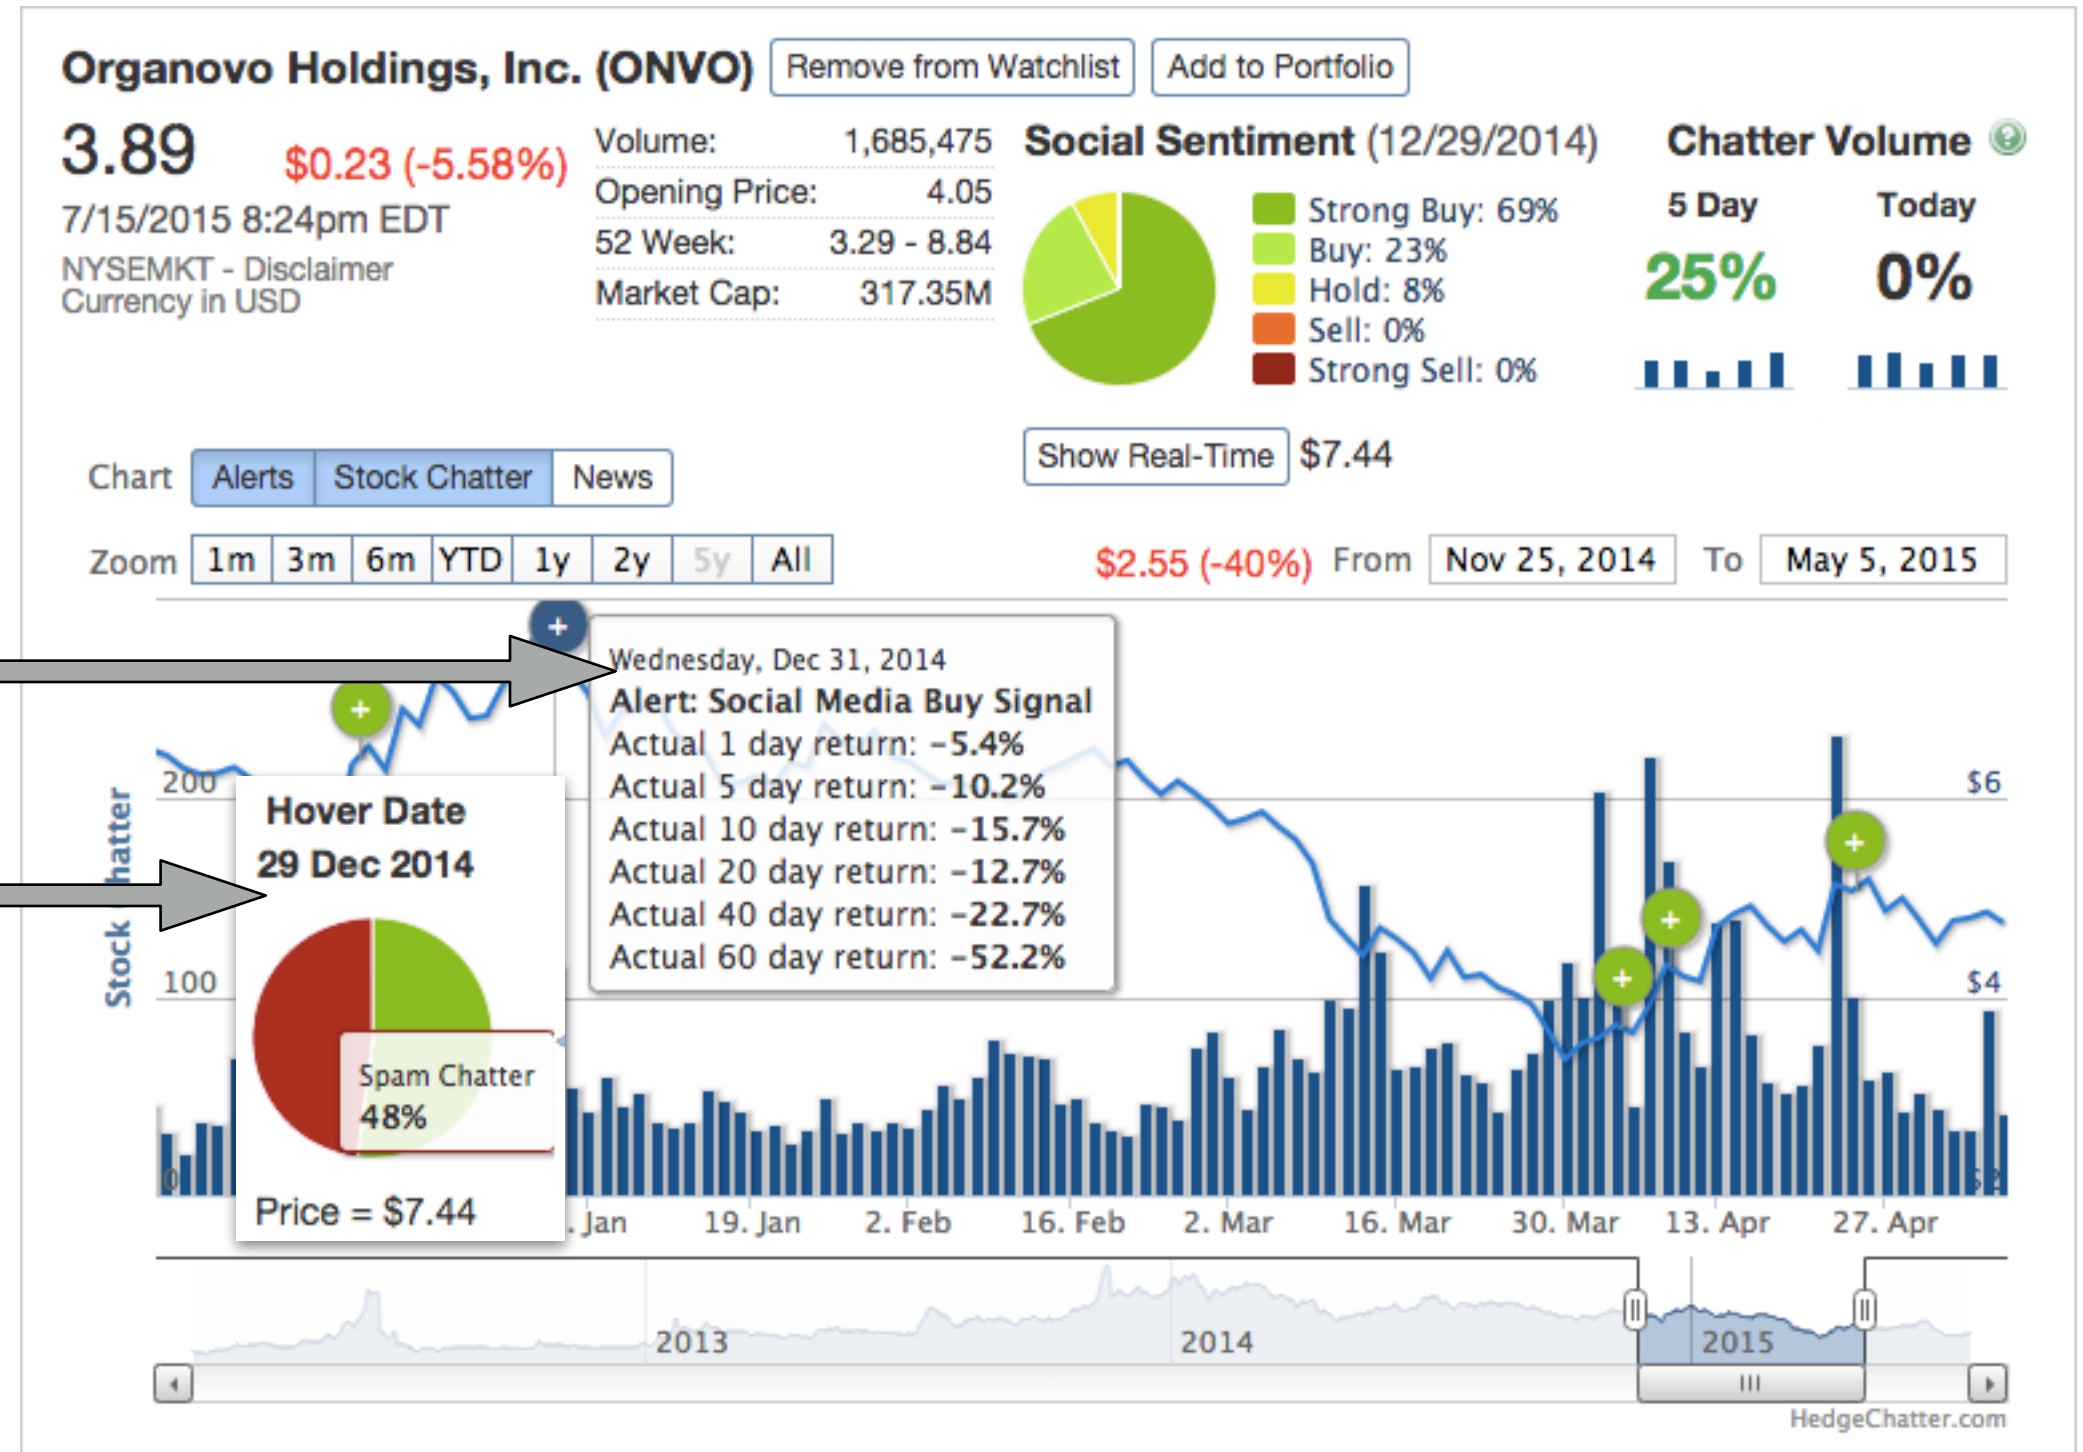 Organovo Holdings, Inc. (ONVO) Remove from Watchlist Add to Portfolio
3.89 $0.23 (-5.58%)
7/15/2015 8:24pm EDT
NYSEMKT - Disclaimer
Currency in USD
Volume: 1,685,475
Opening Price: 4.05
52 Week: 3.29 - 8.84
Market Cap: 317.35M
Social Sentiment (12/29/2014)
Strong Buy: 69%
Buy: 23%
Hold: 8%
Sell: 0%
Strong Sell: 0%
Show Real-Time $7.44
Chatter Volume ?
5 Day Today
25% 0%
Chart Alerts Stock Chatter News
Zoom 1m 3m 6m YTD 1y 2y 5y All
$2.55 (-40%) From Nov 25, 2014 To May 5, 2015
Wednesday, Dec 31, 2014
Alert: Social Media Buy Signal
Actual 1 day return: -5.4%
Actual 5 day return: -10.2%
Actual 10 day return: -15.7%
Actual 20 day return: -12.7%
Actual 40 day return: -22.7%
Actual 60 day return: -52.2%
Stock hatter
200
100
0
Hover Date
29 Dec 2014
Spam Chatter
48%
Price = $7.44
$6
$4
$2
. Jan 19. Jan 2. Feb 16. Feb 2. Mar 16. Mar 30. Mar 13. Apr 27. Apr
2013 2014 2015
HedgeChatter.com